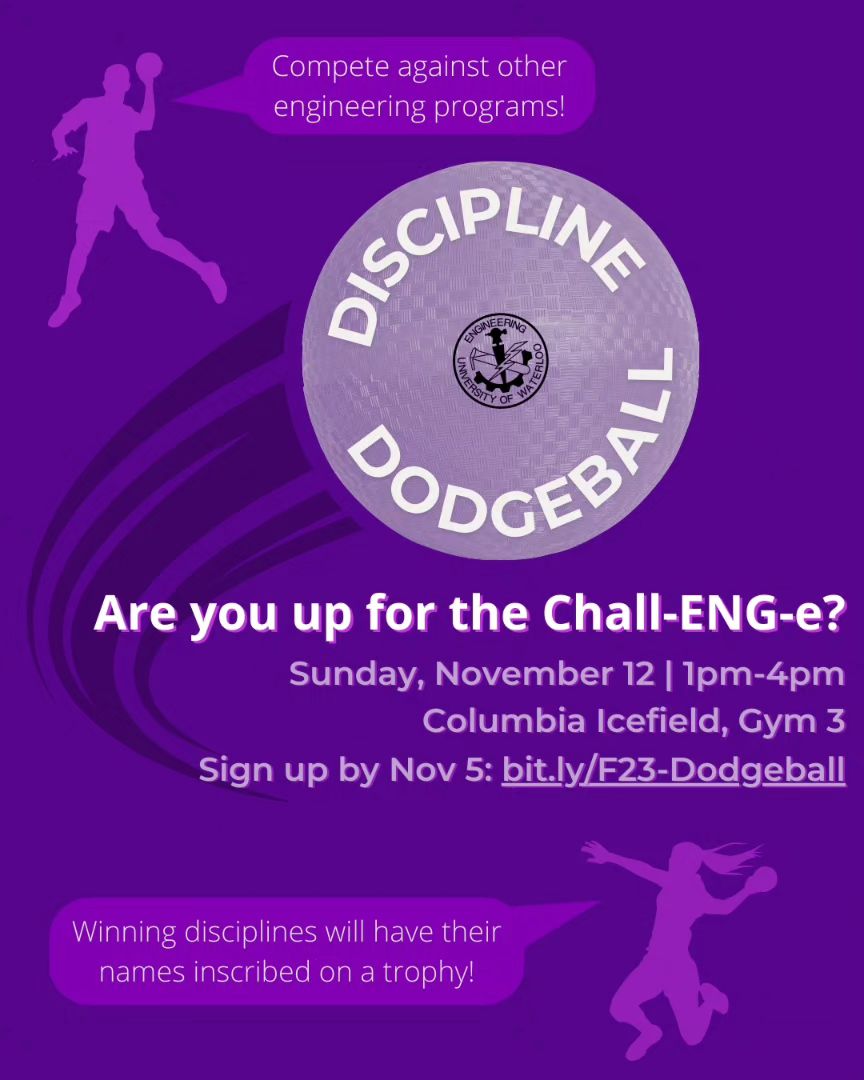 Compete against other
engineering programs!
DISCIPLINE
ENGINEERING
UNIVERSITY OF WATERLOO
DODGEBALL
Are you up for the Chall-ENG-e?
Sunday, November 12 | 1pm-4pm
Columbia Icefield, Gym 3
Sign up by Nov 5: bit.ly/F23-Dodgeball
Winning disciplines will have their
names inscribed on a trophy!